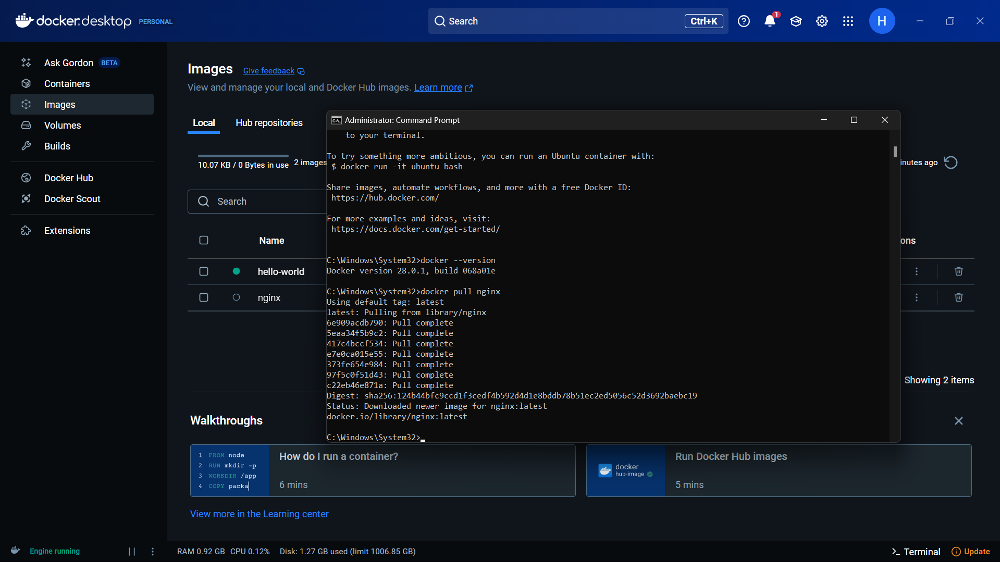 docker.desktop PERSONAL
Search Ctrl+K
1
H
Ask Gordon BETA
Containers
Images
Volumes
Builds
Docker Hub
Docker Scout
Extensions
Images Give feedback
View and manage your local and Docker Hub images. Learn more
Local Hub repositories
10.07 KB / 0 Bytes in use 2 images
inutes ago
Search
Name
ons
hello-world
nginx
Showing 2 items
Administrator: Command Prompt
to your terminal.
To try something more ambitious, you can run an Ubuntu container with:
$ docker run -it ubuntu bash
Share images, automate workflows, and more with a free Docker ID:
https://hub.docker.com/
For more examples and ideas, visit:
https://docs.docker.com/get-started/
C:\Windows\System32>docker --version
Docker version 28.0.1, build 068a01e
C:\Windows\System32>docker pull nginx
Using default tag: latest
latest: Pulling from library/nginx
6e909acdb790: Pull complete
5eaa34f5b9c2: Pull complete
417c4bccf534: Pull complete
e7e0ca015e55: Pull complete
373fe654e984: Pull complete
97f5c0f51d43: Pull complete
c22eb46e871a: Pull complete
Digest: sha256:124b44bfc9ccd1f3cedf4b592d4d1e8bddb78b51ec2ed5056c52d3692baebc19
Status: Downloaded newer image for nginx:latest
docker.io/library/nginx:latest
C:\Windows\System32>
Walkthroughs
1 FROM node
2 RUN mkdir -p
3 WORKDIR /app
4 COPY packa
How do I run a container?
6 mins
docker
hub-image
Run Docker Hub images
5 mins
View more in the Learning center
Engine running
RAM 0.92 GB CPU 0.12% Disk: 1.27 GB used (limit 1006.85 GB)
>_ Terminal
Update